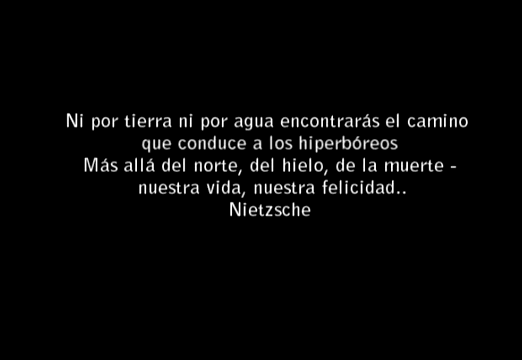 Ni por tierra ni por agua encontrarás el camino
que conduce a los hiperbóreos
Más allá del norte, del hielo, de la muerte -
nuestra vida, nuestra felicidad..
Nietzsche